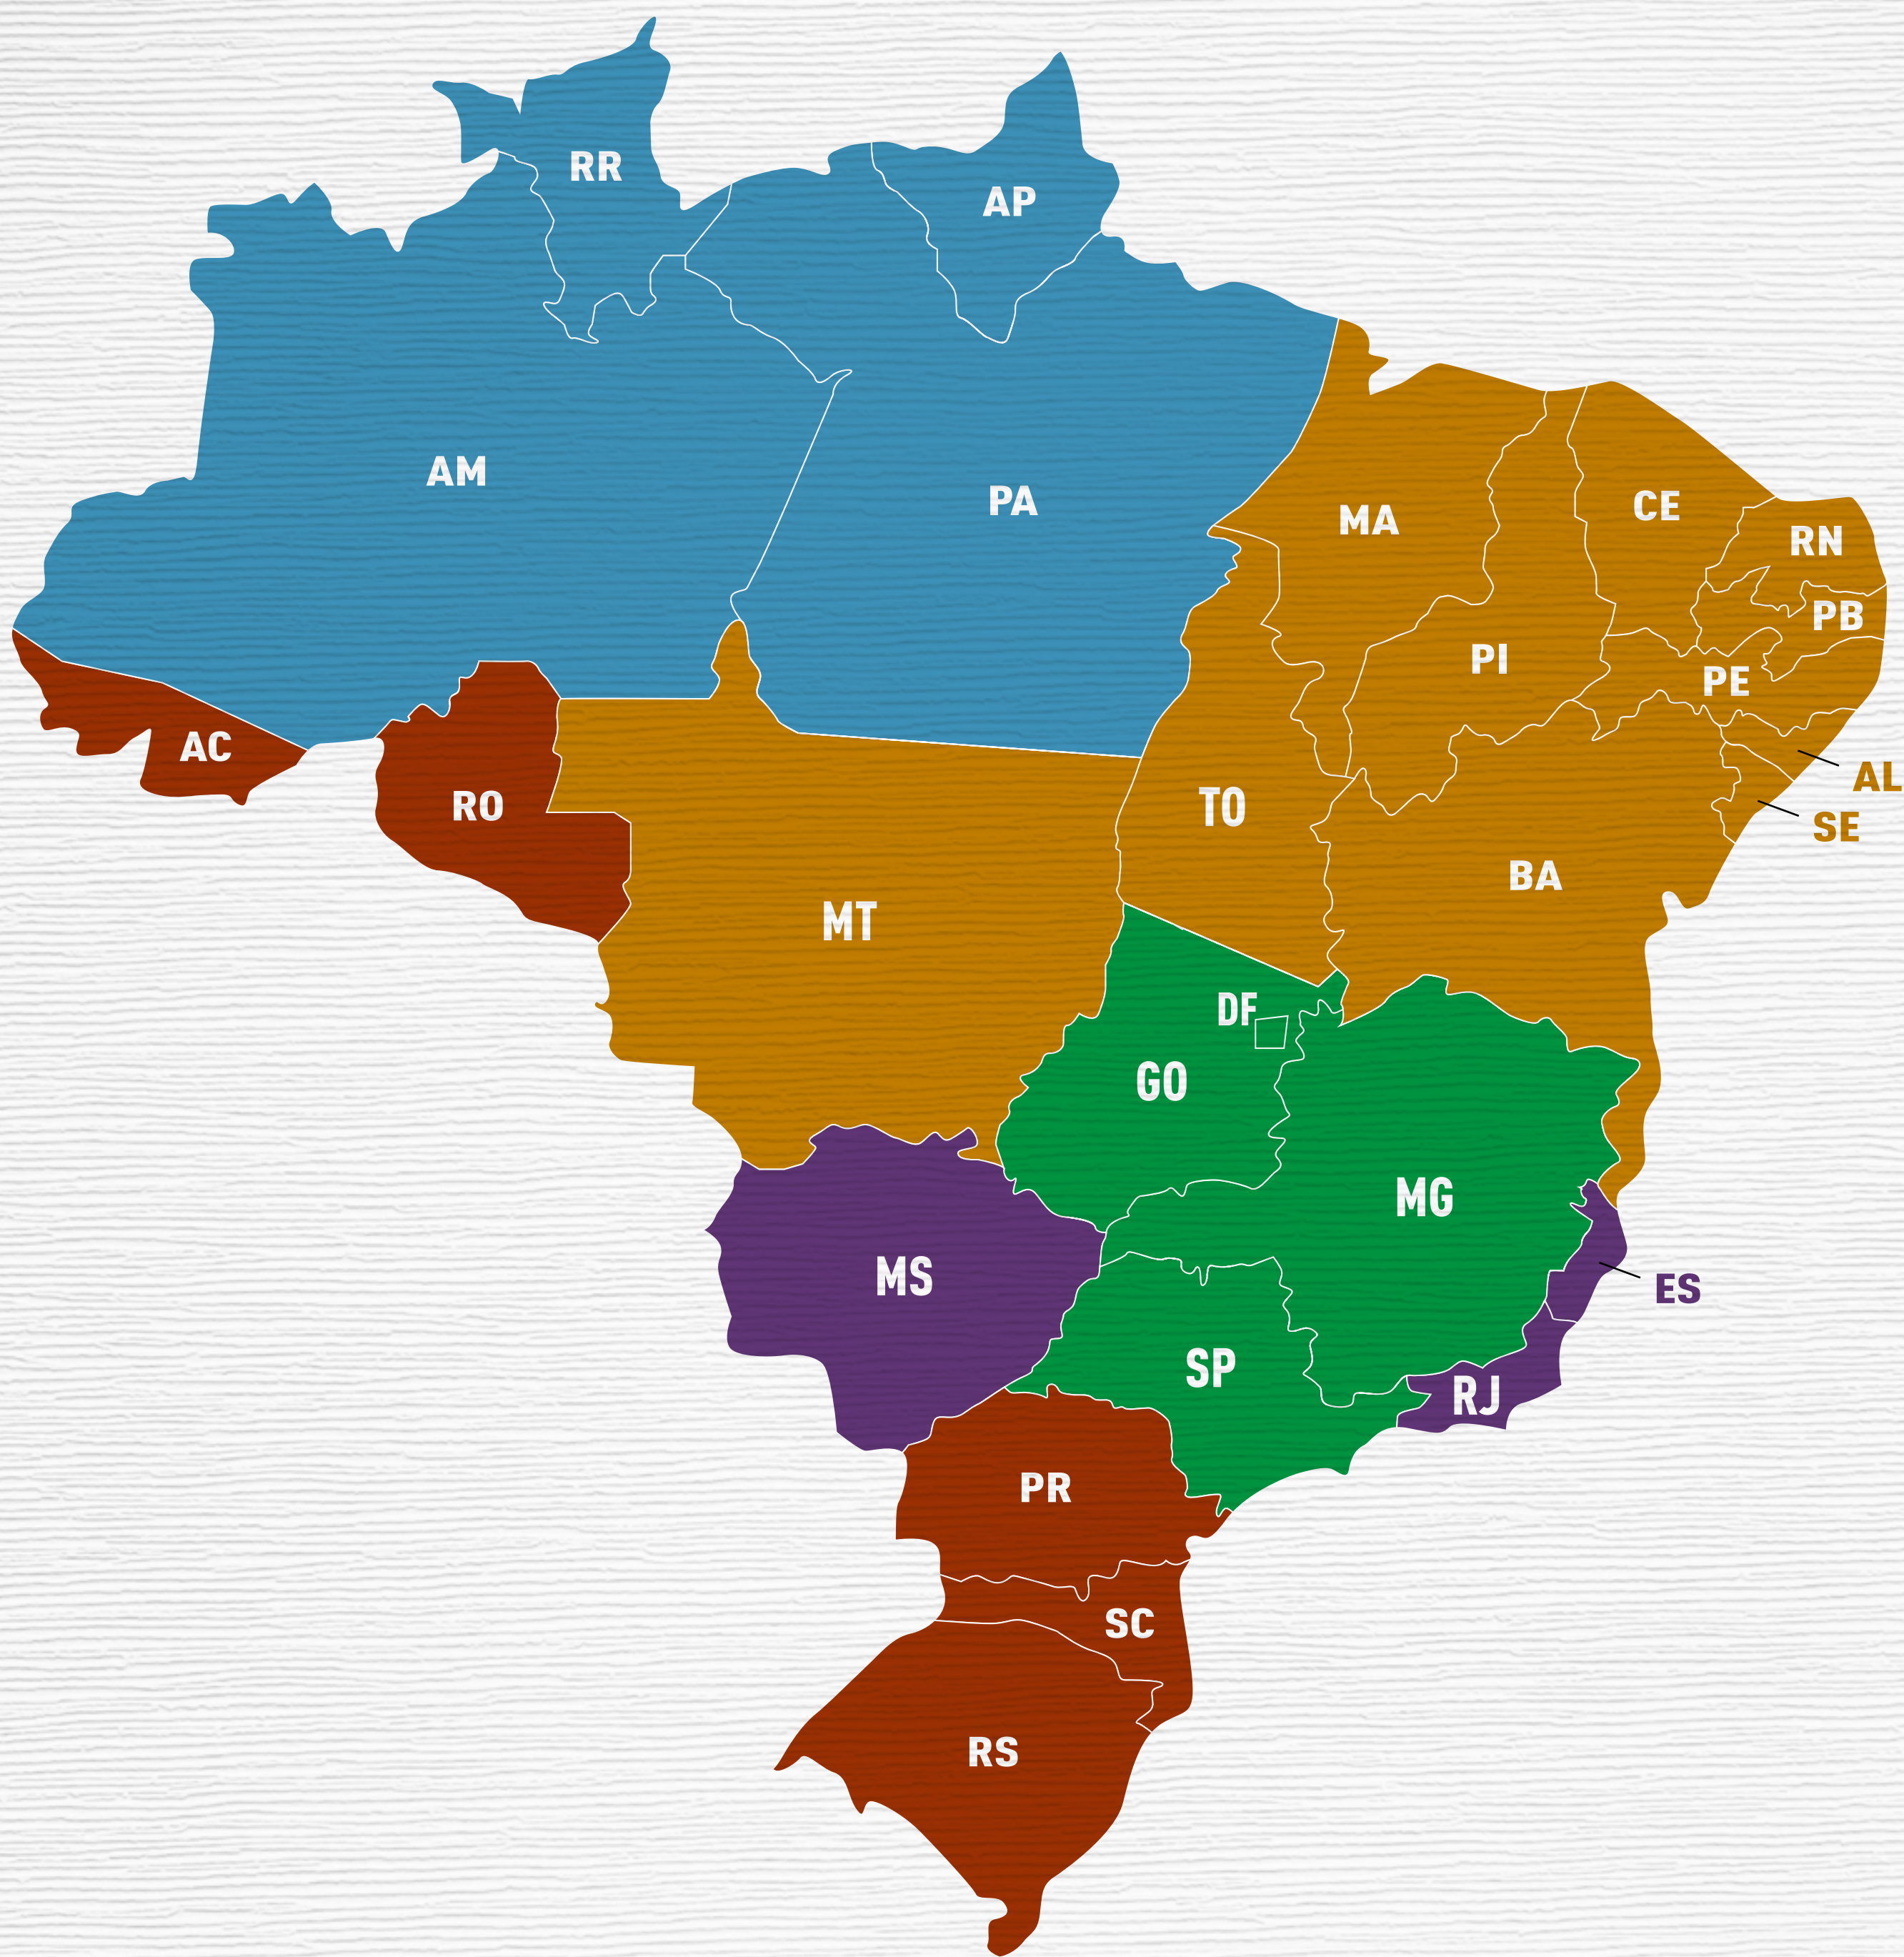 RR
AP
AM
PA
MA
CE
RN
PB
PI
PE
AC
RO
TO
AL
SE
BA
MT
DF
GO
MG
MS
ES
SP
RJ
PR
SC
RS